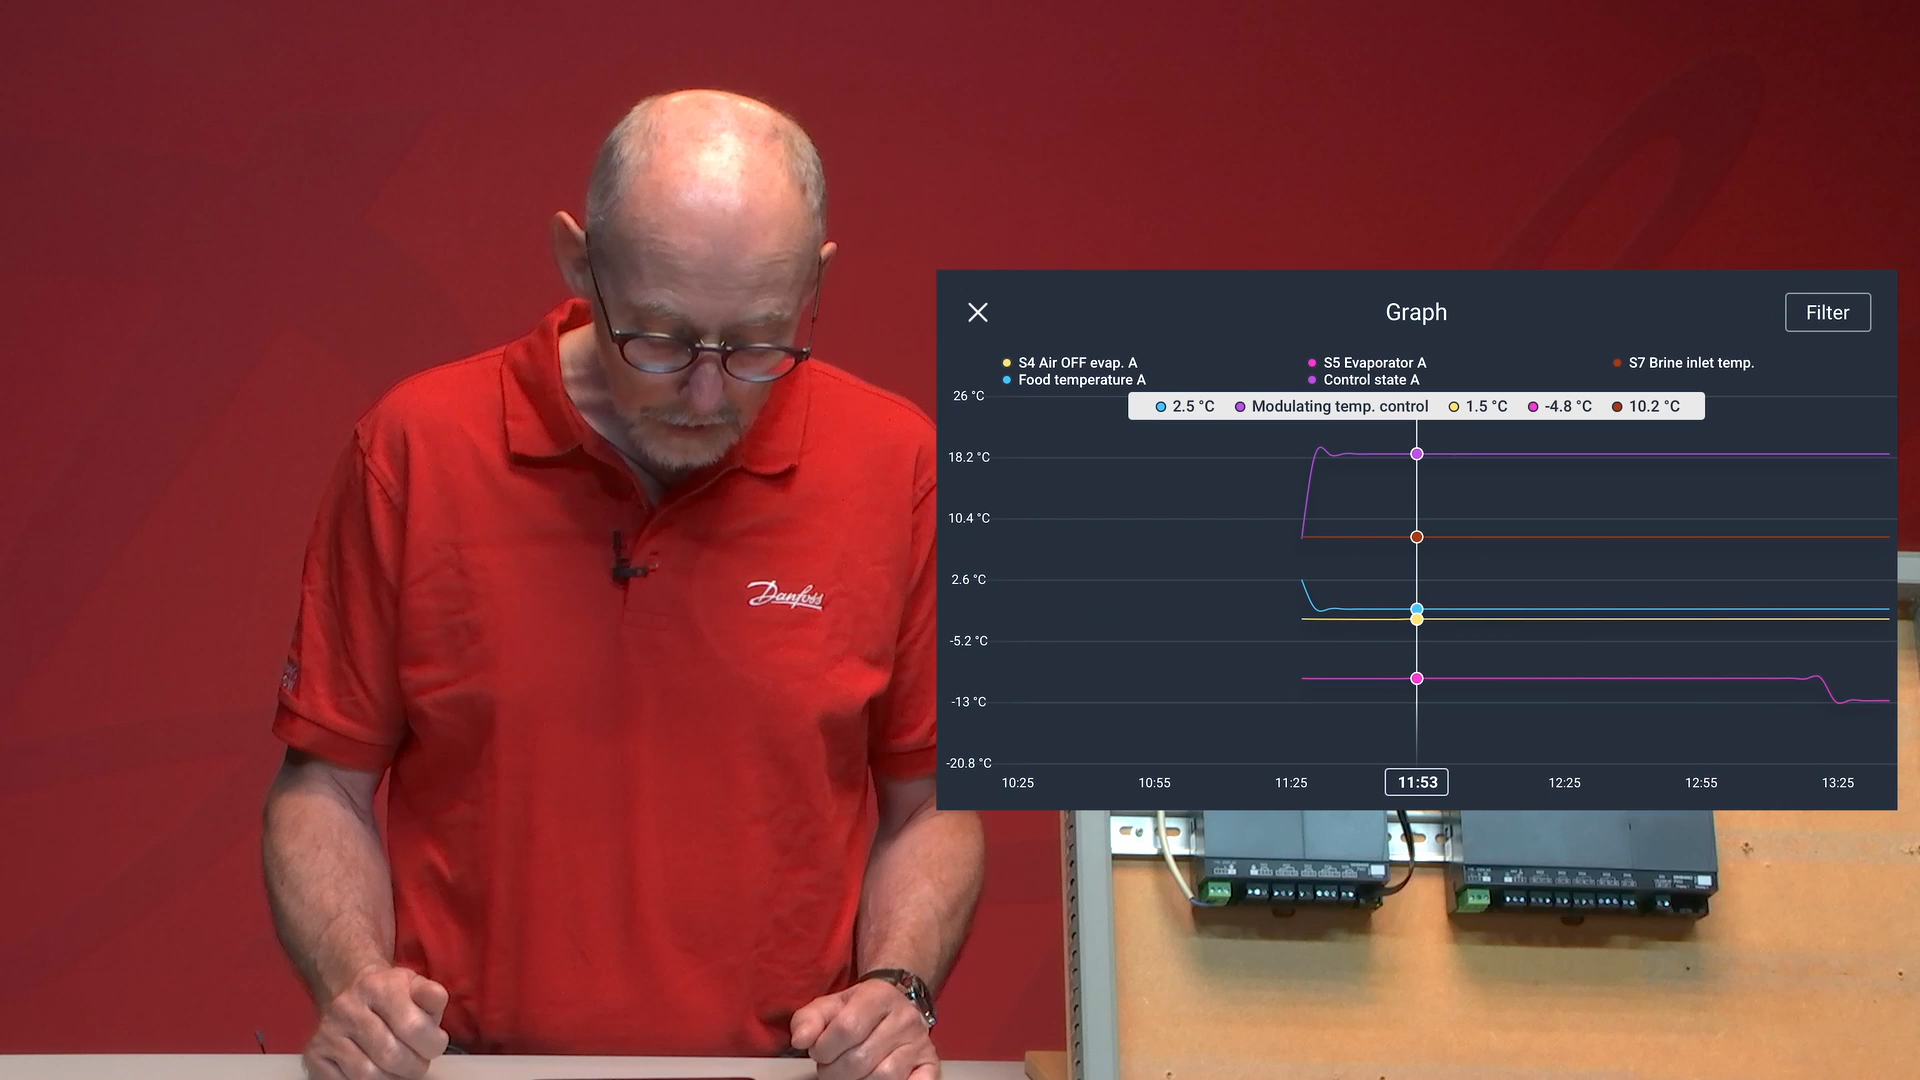 Graph
Filter
S4 Air OFF evap. A
S5 Evaporator A
S7 Brine inlet temp.
Food temperature A
Control state A
26 °C
2.5 °C Modulating temp. control 1.5 °C -4.8 °C 10.2 °C
18.2 °C
10.4 °C
2.6 °C
-5.2 °C
-13 °C
-20.8 °C
10:25 10:55 11:25 11:53 12:25 12:55 13:25
Danfoss